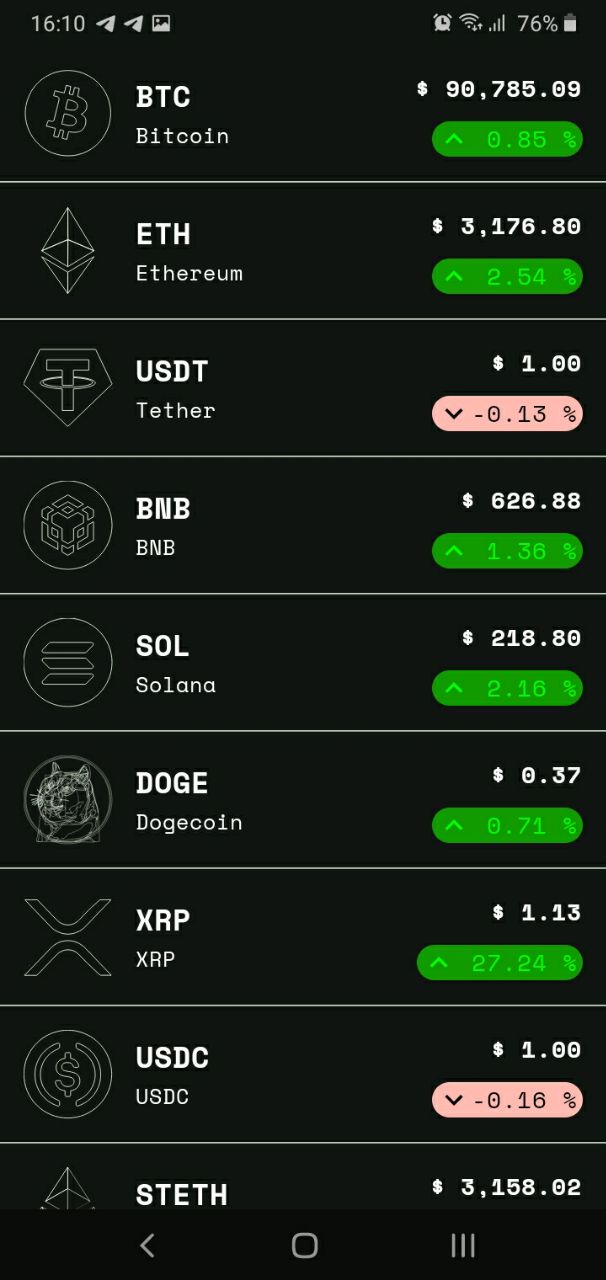 16:10 76%
BTC $ 90,785.09
Bitcoin 0.85 %
ETH $ 3,176.80
Ethereum 2.54 %
USDT $ 1.00
Tether -0.13 %
BNB $ 626.88
BNB 1.36 %
SOL $ 218.80
Solana 2.16 %
DOGE $ 0.37
Dogecoin 0.71 %
XRP $ 1.13
XRP 27.24 %
USDC $ 1.00
USDC -0.16 %
STETH $ 3,158.02